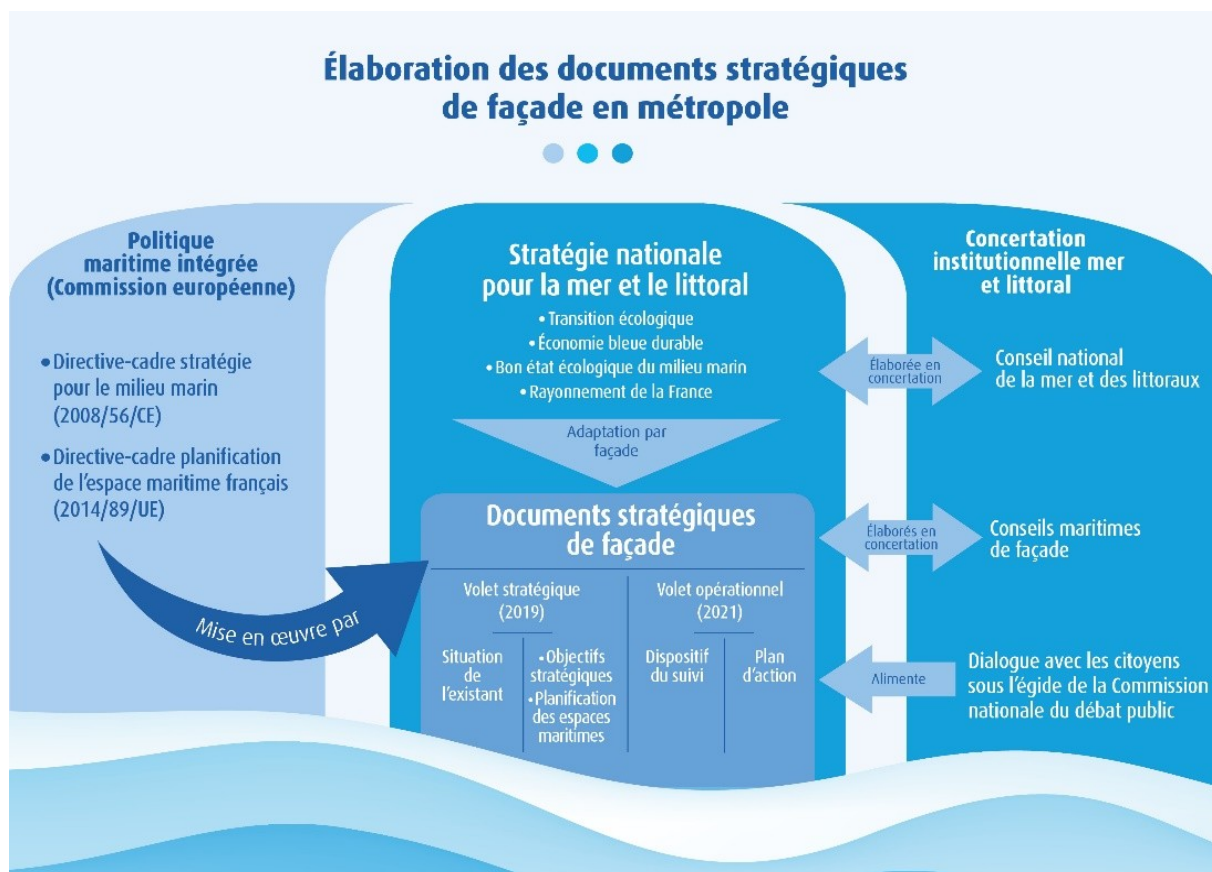 Élaboration des documents stratégiques
de façade en métropole
Politique
maritime intégrée
(Commission européenne)
• Directive-cadre stratégie
pour le milieu marin
(2008/56/CE)
• Directive-cadre planification
de l'espace maritime français
(2014/89/UE)
Mise en œuvre par
Stratégie nationale
pour la mer et le littoral
• Transition écologique
• Économie bleue durable
• Bon état écologique du milieu marin
• Rayonnement de la France
Adaptation par
façade
Documents stratégiques
de façade
Volet stratégique
(2019)
Situation
de
l'existant
• Objectifs
stratégiques
• Planification
des espaces
maritimes
Volet opérationnel
(2021)
Dispositif
du suivi
Plan
d'action
Concertation
institutionnelle mer
et littoral
Élaborée en
concertation
Conseil national
de la mer et des littoraux
Élaborés en
concertation
Conseils maritimes
de façade
Alimente
Dialogue avec les citoyens
sous l'égide de la Commission
nationale du débat public